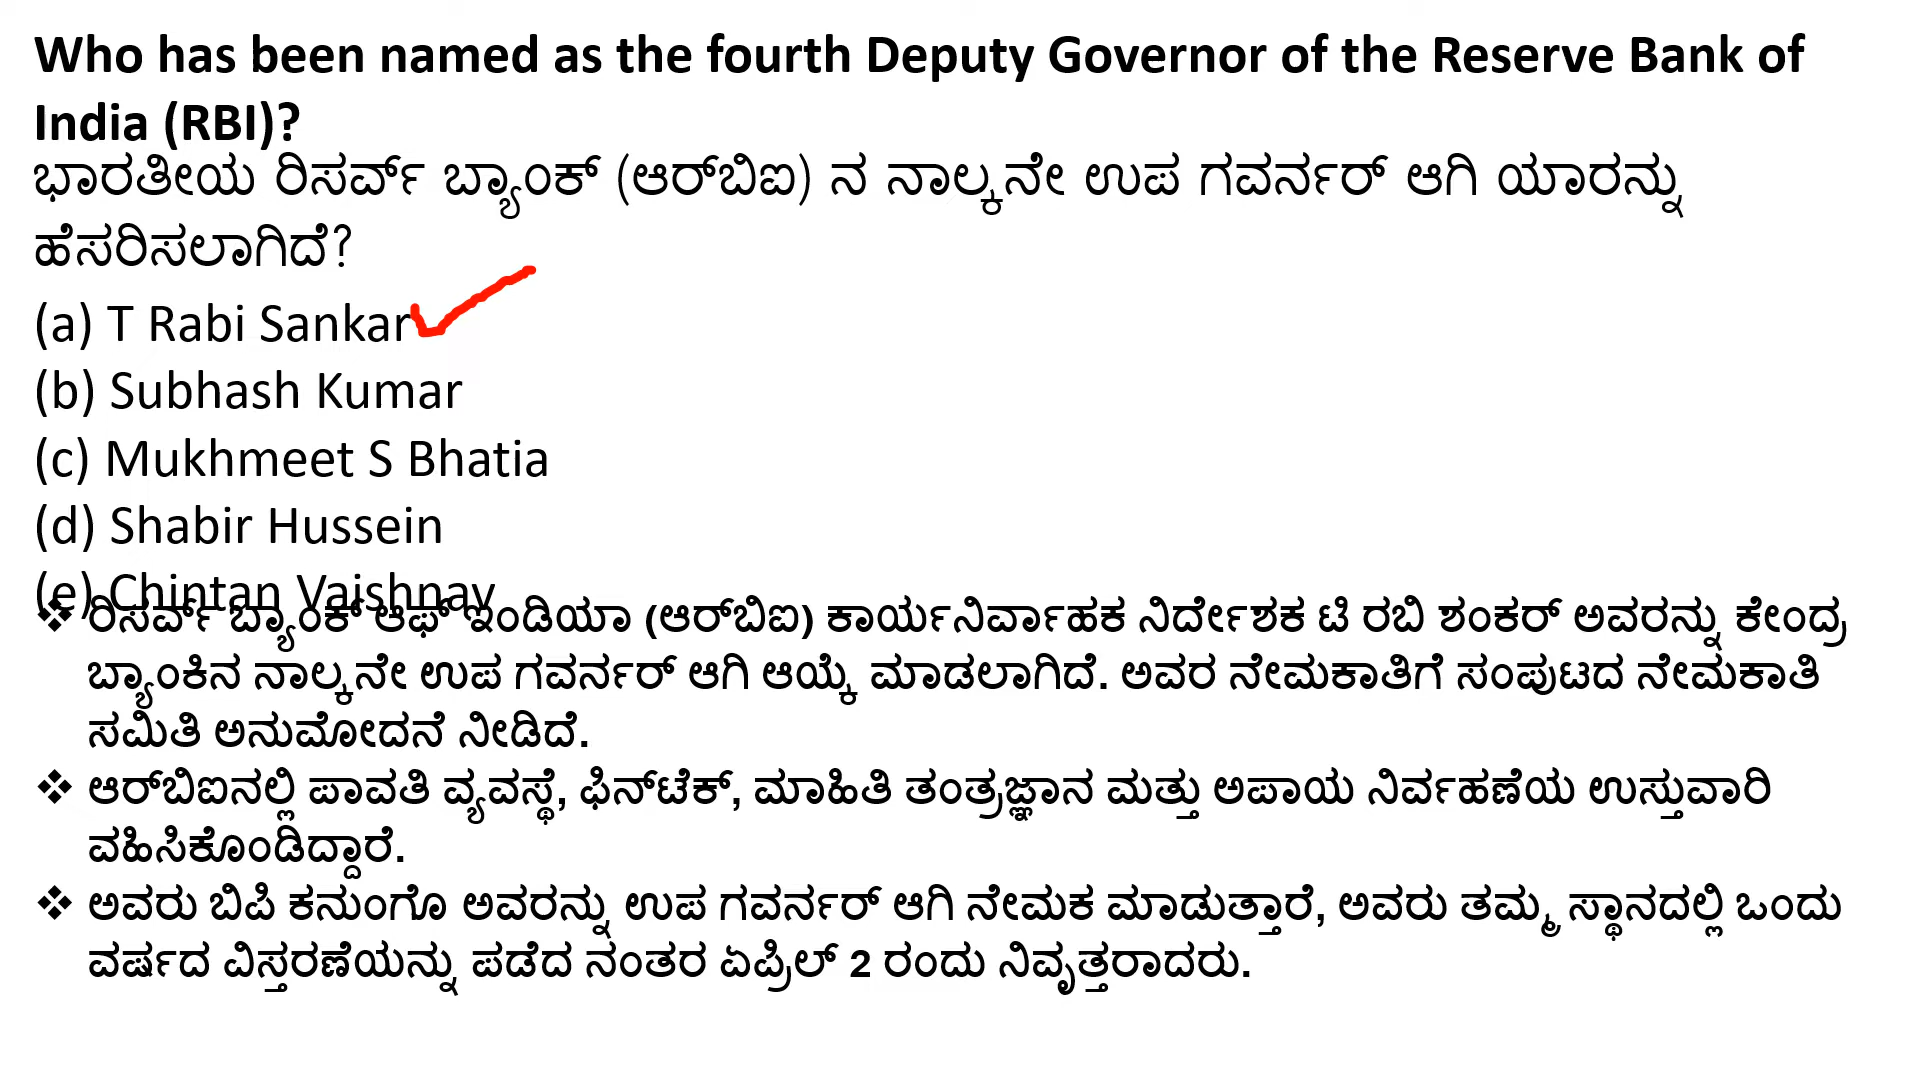 Who has been named as the fourth Deputy Governor of the Reserve Bank of
India (RBI)?
ಭಾರತೀಯ ರಿಸರ್ವ್ ಬ್ಯಾಂಕ್ (ಆರ್‌ಬಿಐ) ನ ನಾಲ್ಕನೇ ಉಪ ಗವರ್ನರ್ ಆಗಿ ಯಾರನ್ನು
ಹೆಸರಿಸಲಾಗಿದೆ?
(a) T Rabi Sankar
(b) Subhash Kumar
(c) Mukhmeet S Bhatia
(d) Shabir Hussein
(e) Chintan Vaishnav
❖ ರಿಸರ್ವ್ ಬ್ಯಾಂಕ್ ಆಫ್ ಇಂಡಿಯಾ (ಆರ್‌ಬಿಐ) ಕಾರ್ಯನಿರ್ವಾಹಕ ನಿರ್ದೇಶಕ ಟಿ ರಬಿ ಶಂಕರ್ ಅವರನ್ನು ಕೇಂದ್ರ
ಬ್ಯಾಂಕಿನ ನಾಲ್ಕನೇ ಉಪ ಗವರ್ನರ್ ಆಗಿ ಆಯ್ಕೆ ಮಾಡಲಾಗಿದೆ. ಅವರ ನೇಮಕಾತಿಗೆ ಸಂಪುಟದ ನೇಮಕಾತಿ
ಸಮಿತಿ ಅನುಮೋದನೆ ನೀಡಿದೆ.
❖ ಆರ್‌ಬಿಐನಲ್ಲಿ ಪಾವತಿ ವ್ಯವಸ್ಥೆ, ಫಿನ್‌ಟೆಕ್, ಮಾಹಿತಿ ತಂತ್ರಜ್ಞಾನ ಮತ್ತು ಅಪಾಯ ನಿರ್ವಹಣೆಯ ಉಸ್ತುವಾರಿ
ವಹಿಸಿಕೊಂಡಿದ್ದಾರೆ.
❖ ಅವರು ಬಿಪಿ ಕನುಂಗೊ ಅವರನ್ನು ಉಪ ಗವರ್ನರ್ ಆಗಿ ನೇಮಕ ಮಾಡುತ್ತಾರೆ, ಅವರು ತಮ್ಮ ಸ್ಥಾನದಲ್ಲಿ ಒಂದು
ವರ್ಷದ ವಿಸ್ತರಣೆಯನ್ನು ಪಡೆದ ನಂತರ ಏಪ್ರಿಲ್ 2 ರಂದು ನಿವೃತ್ತರಾದರು.